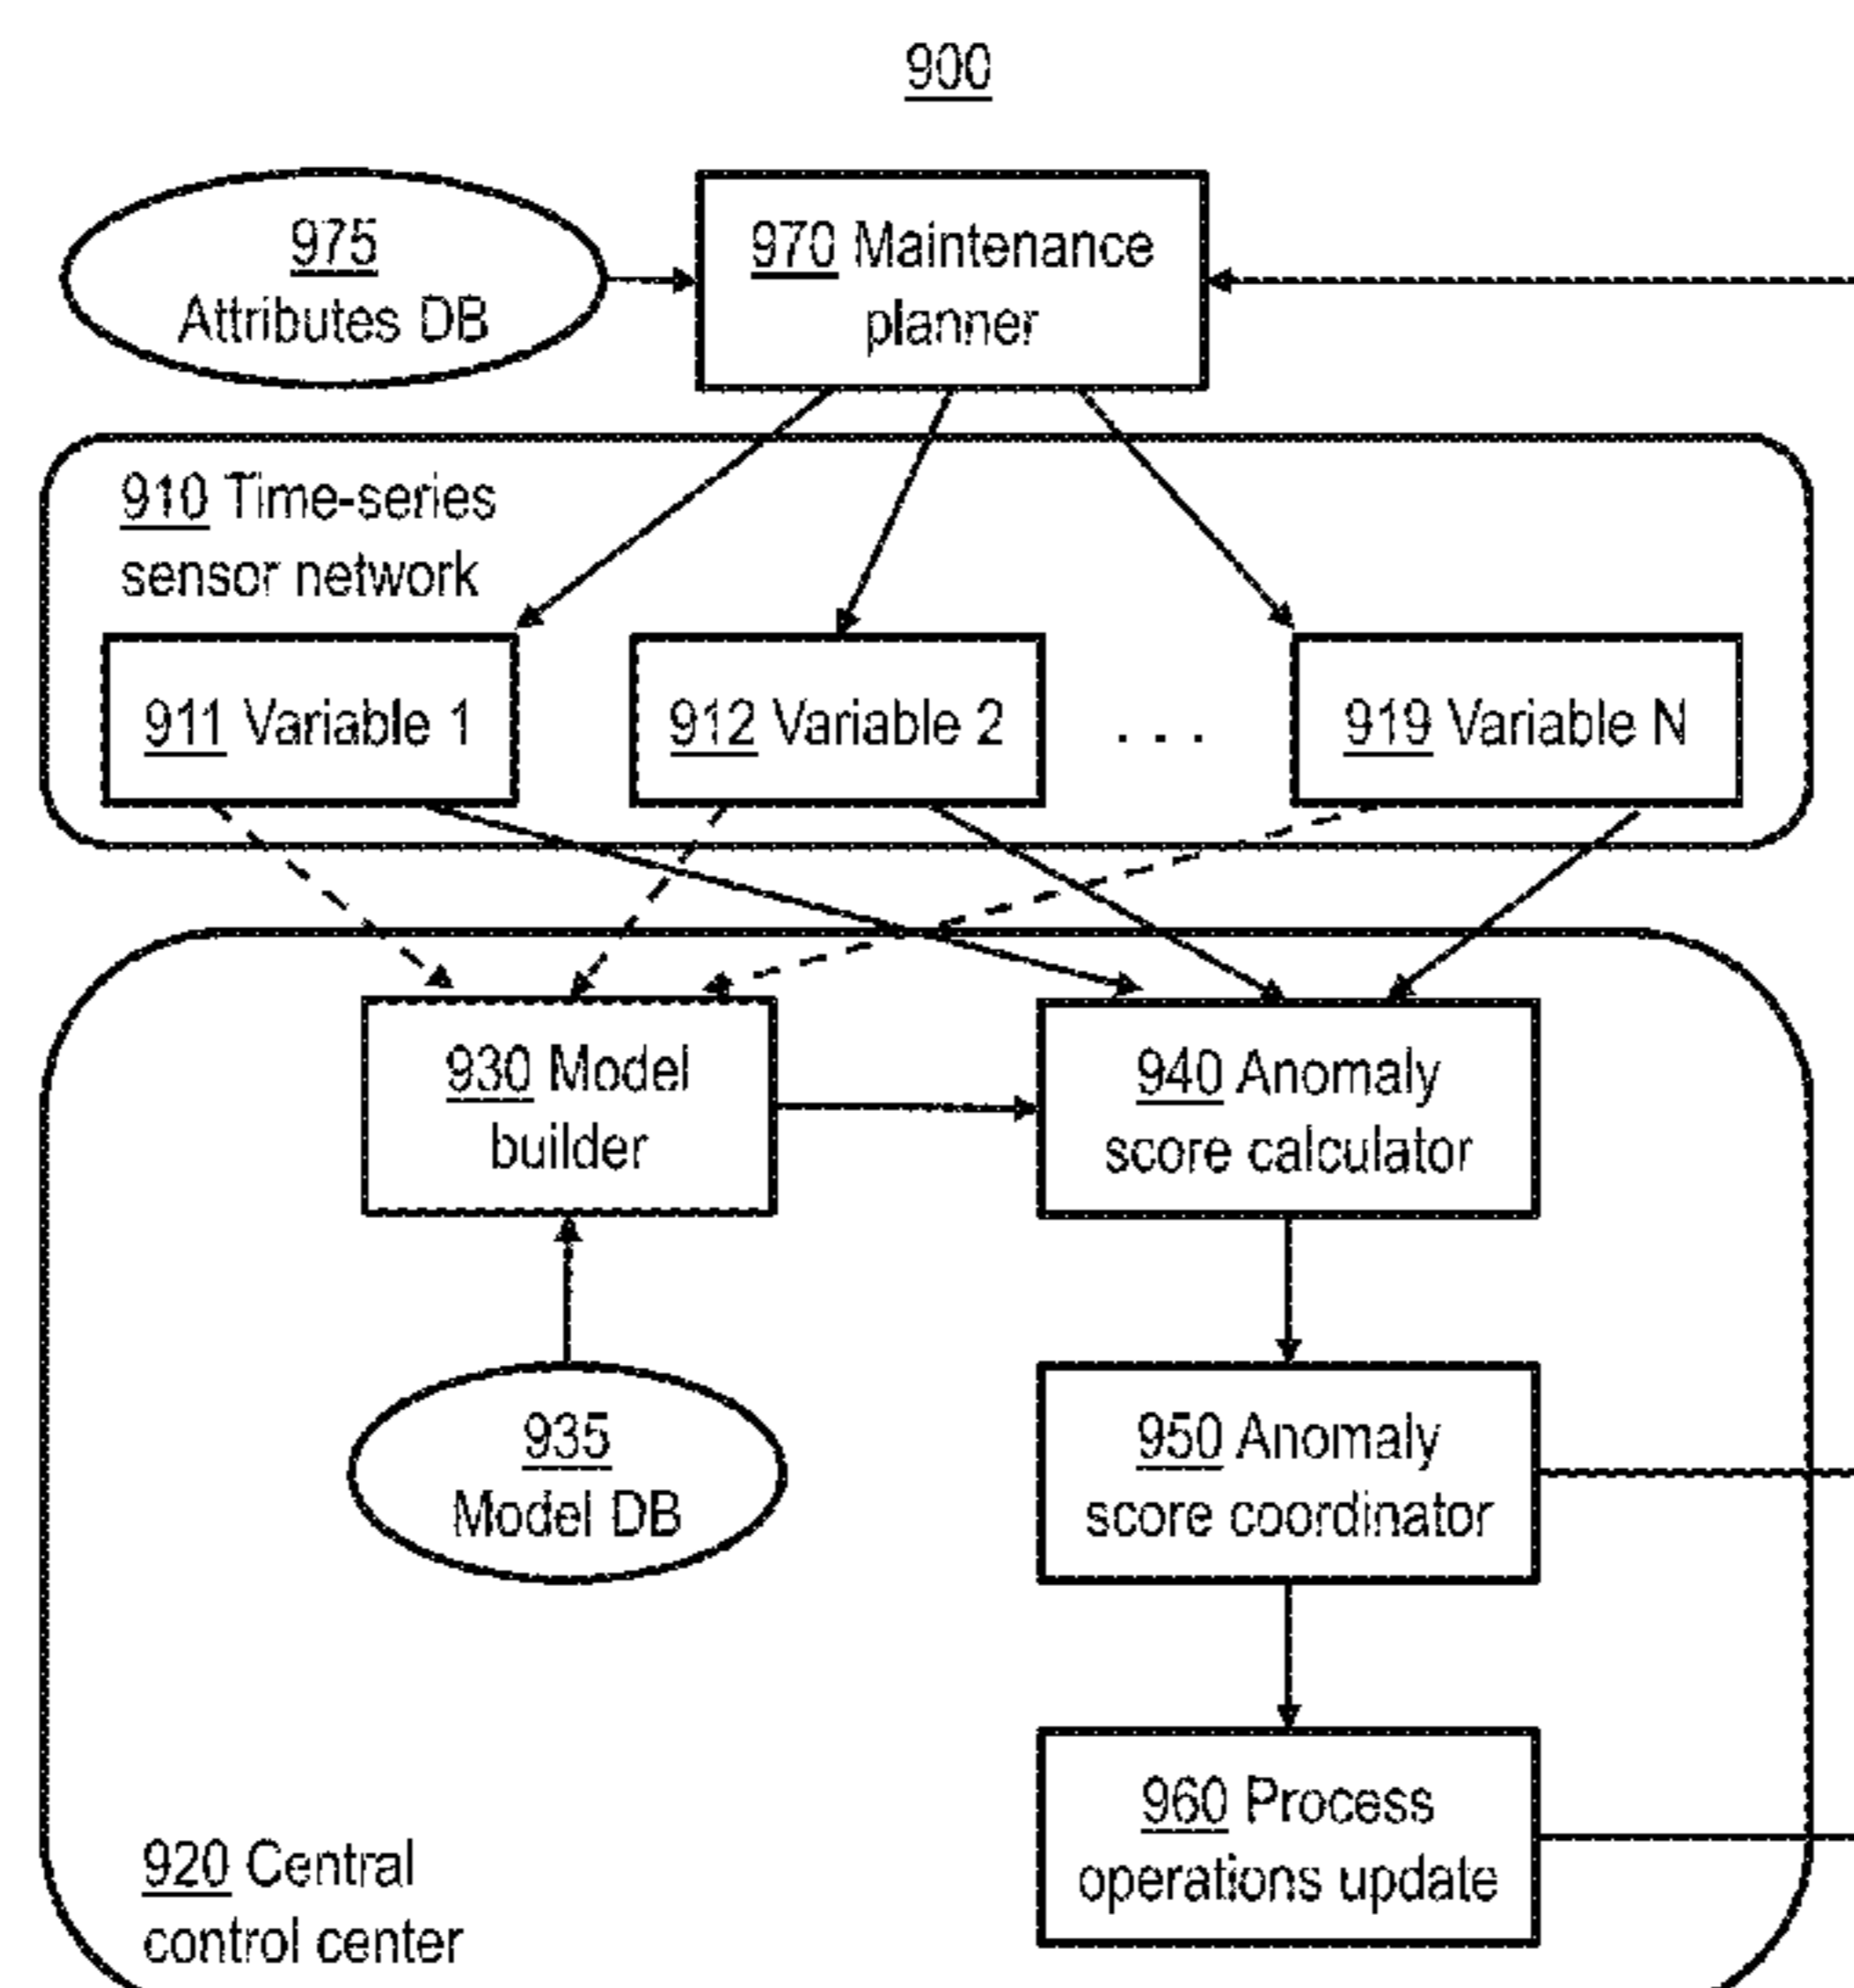 900
975
Attributes DB
970 Maintenance
planner
910 Time-series
sensor network
911 Variable 1
912 Variable 2
. . .
919 Variable N
930 Model
builder
940 Anomaly
score calculator
935
Model DB
950 Anomaly
score coordinator
960 Process
operations update
920 Central
control center